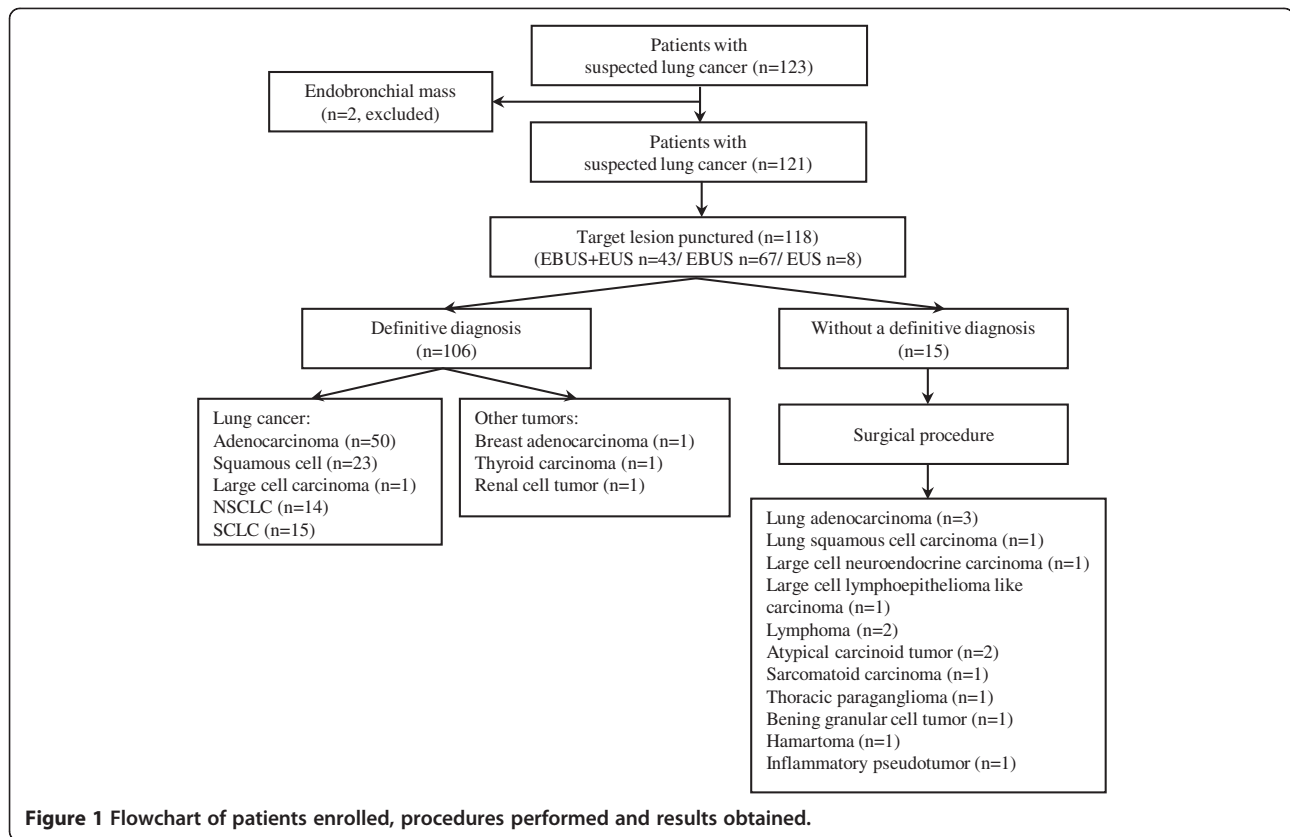 Patients with
suspected lung cancer (n=123)
Endobronchial mass
(n=2, excluded)
Patients with
suspected lung cancer (n=121)
Target lesion punctured (n=118)
(EBUS+EUS n=43/ EBUS n=67/ EUS n=8)
Definitive diagnosis
(n=106)
Without a definitive diagnosis
(n=15)
Lung cancer:
Adenocarcinoma (n=50)
Squamous cell (n=23)
Large cell carcinoma (n=1)
NSCLC (n=14)
SCLC (n=15)
Other tumors:
Breast adenocarcinoma (n=1)
Thyroid carcinoma (n=1)
Renal cell tumor (n=1)
Surgical procedure
Lung adenocarcinoma (n=3)
Lung squamous cell carcinoma (n=1)
Large cell neuroendocrine carcinoma (n=1)
Large cell lymphoepithelioma like
carcinoma (n=1)
Lymphoma (n=2)
Atypical carcinoid tumor (n=2)
Sarcomatoid carcinoma (n=1)
Thoracic paraganglioma (n=1)
Bening granular cell tumor (n=1)
Hamartoma (n=1)
Inflammatory pseudotumor (n=1)
Figure 1 Flowchart of patients enrolled, procedures performed and results obtained.